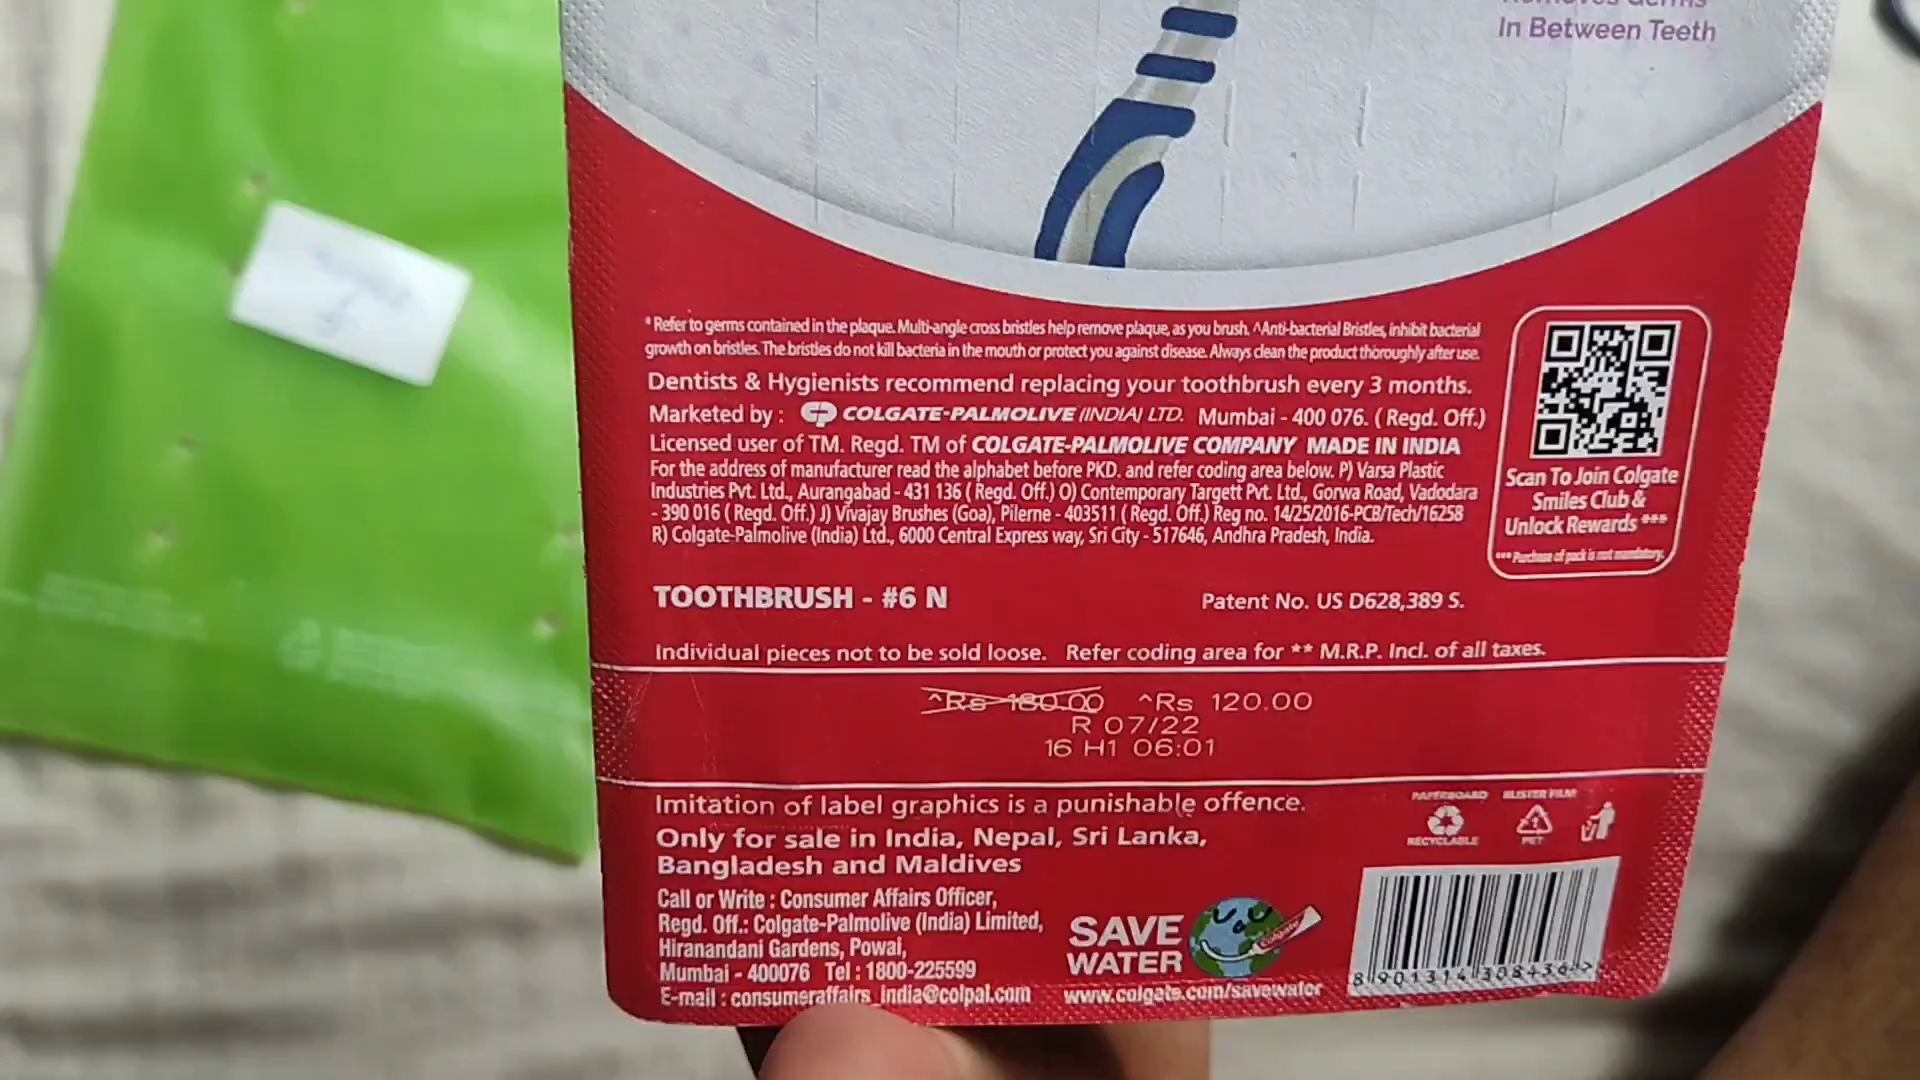 In Between Teeth
* Refer to germs contained in the plaque. Multi-angle cross bristles help remove plaque, as you brush. ^Anti-bacterial Bristles, inhibit bacterial
growth on bristles. The bristles do not kill bacteria in the mouth or protect you against disease. Always clean the product thoroughly after use.
Dentists & Hygienists recommend replacing your toothbrush every 3 months.
Marketed by : COLGATE-PALMOLIVE (INDIA) LTD. Mumbai - 400 076. ( Regd. Off.)
Licensed user of TM. Regd. TM of COLGATE-PALMOLIVE COMPANY MADE IN INDIA
For the address of manufacturer read the alphabet before PKD. and refer coding area below. P) Varsa Plastic
Industries Pvt. Ltd., Aurangabad - 431 136 ( Regd. Off.) O) Contemporary Targett Pvt. Ltd., Gorwa Road, Vadodara
- 390 016 ( Regd. Off.) J) Vivajay Brushes (Goa), Pilerne - 403511 ( Regd. Off.) Reg no. 14/25/2016-PCB/Tech/16258
R) Colgate-Palmolive (India) Ltd., 6000 Central Express way, Sri City - 517646, Andhra Pradesh, India.
Scan To Join Colgate
Smiles Club &
Unlock Rewards ***
*** Purchase of pack is not mandatory.
TOOTHBRUSH - #6 N
Patent No. US D628,389 S.
Individual pieces not to be sold loose. Refer coding area for ** M.R.P. Incl. of all taxes.
^Rs 180.00 ^Rs 120.00
R 07/22
16 H1 06:01
Imitation of label graphics is a punishable offence.
Only for sale in India, Nepal, Sri Lanka,
Bangladesh and Maldives
Call or Write : Consumer Affairs Officer,
Regd. Off.: Colgate-Palmolive (India) Limited,
Hiranandani Gardens, Powai,
Mumbai - 400076 Tel : 1800-225599
E-mail : consumeraffairs_india@colpal.com
SAVE
WATER
Colgate
www.colgate.com/savewater
PAPERBOARD BLISTER FILM
RECYCLABLE PET
8 901314 308436 >